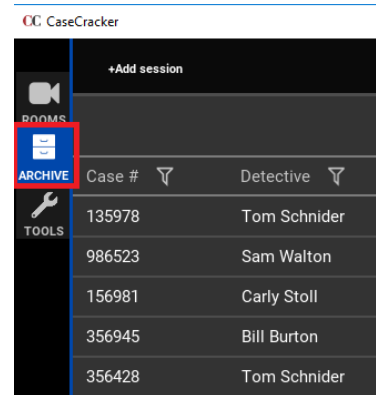 CC CaseCracker
+Add session
ROOMS
ARCHIVE
TOOLS
Case # Detective
135978 Tom Schnider
986523 Sam Walton
156981 Carly Stoll
356945 Bill Burton
356428 Tom Schnider